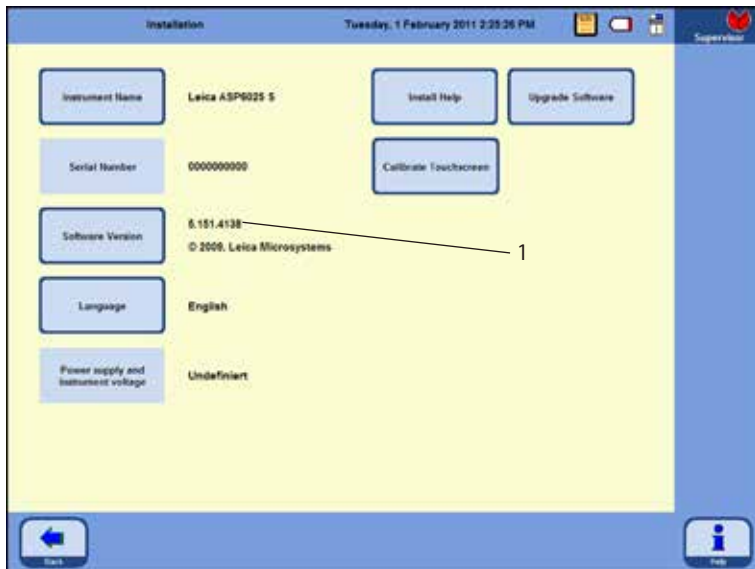 Installation
Tuesday, 1 February 2011 2:25:26 PM
Supervisor
Instrument Name
Leica ASP6025 S
Install Help
Upgrade Software
Serial Number
0000000000
Calibrate Touchscreen
Software Version
5.151.4138
© 2009, Leica Microsystems
1
Language
English
Power supply and
instrument voltage
Undefiniert
Back
Help